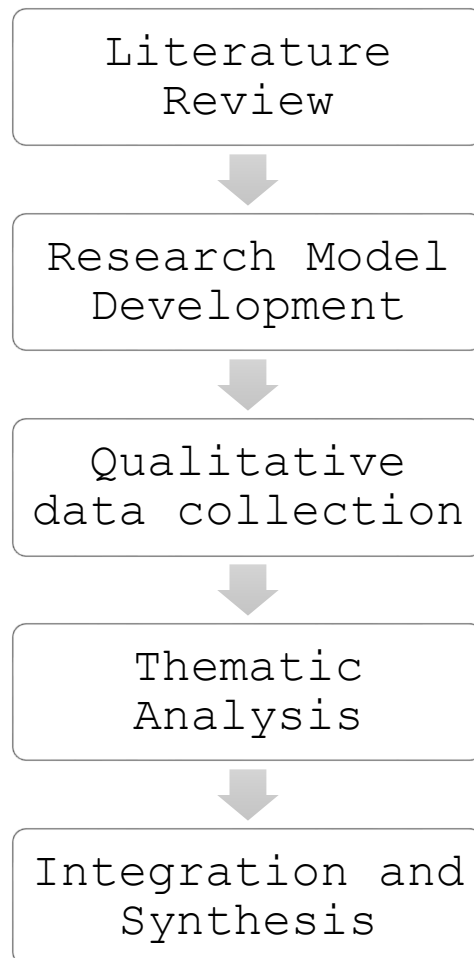 Literature
Review
Research Model
Development
Qualitative
data collection
Thematic
Analysis
Integration and
Synthesis